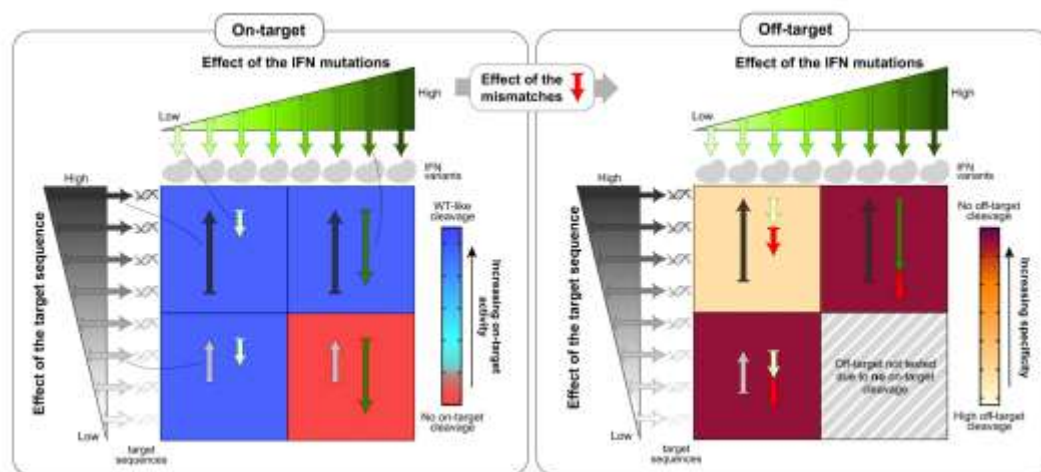 On-target
Effect of the IFN mutations
Low
High
IFN
variants
High
Effect of the target sequence
Low
target
sequences
WT-like
cleavage
Increasing on-target
activity
No on-target
cleavage
Effect of the
mismatches
Off-target
Effect of the IFN mutations
Low
High
IFN
variants
High
Effect of the target sequence
Low
target
sequences
Off-target not tested
due to no on-target
cleavage
No off-target
cleavage
Increasing specificity
High off-target
cleavage